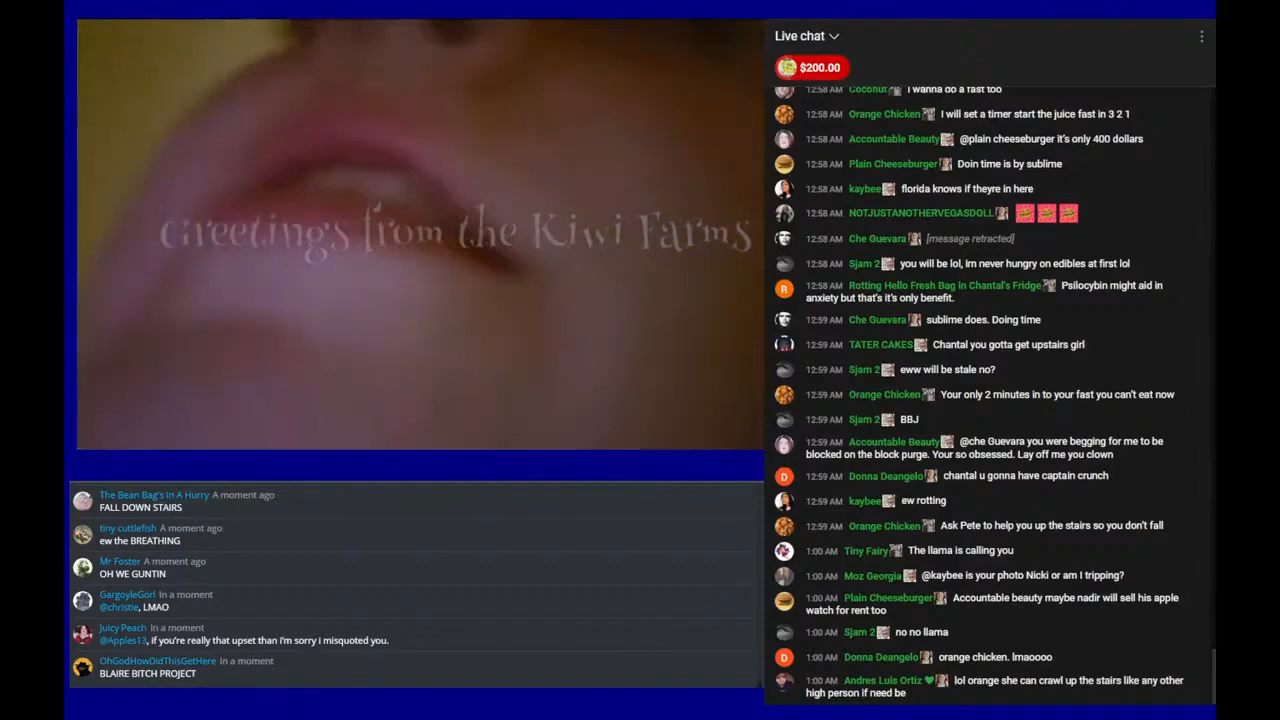 Greetings from the Kiwi Farms
The Bean Bag's In A Hurry A moment ago
FALL DOWN STAIRS
tiny cuttlefish A moment ago
ew the BREATHING
Mr Foster A moment ago
OH WE GUNTIN
GargoyleGorl In a moment
@christie, LMAO
Juicy Peach In a moment
@Apples13, if you're really that upset than i'm sorry i misquoted you.
OhGodHowDidThisGetHere In a moment
BLAIRE BITCH PROJECT
Live chat
$200.00
12:58 AM Coconut I wanna do a fast too
12:58 AM Orange Chicken I will set a timer start the juice fast in 3 2 1
12:58 AM Accountable Beauty @plain cheeseburger it's only 400 dollars
12:58 AM Plain Cheeseburger Doin time is by sublime
12:58 AM kaybee florida knows if theyre in here
12:58 AM NOTJUSTANOTHERVEGASDOLL
12:58 AM Che Guevara [message retracted]
12:58 AM Sjam 2 you will be lol, im never hungry on edibles at first lol
R 12:58 AM Rotting Hello Fresh Bag In Chantal's Fridge Psilocybin might aid in
anxiety but that's it's only benefit.
12:59 AM Che Guevara sublime does. Doing time
12:59 AM TATER CAKES Chantal you gotta get upstairs girl
12:59 AM Sjam 2 eww will be stale no?
12:59 AM Orange Chicken Your only 2 minutes in to your fast you can't eat now
12:59 AM Sjam 2 BBJ
12:59 AM Accountable Beauty @che Guevara you were begging for me to be
blocked on the block purge. Your so obsessed. Lay off me you clown
D 12:59 AM Donna Deangelo chantal u gonna have captain crunch
12:59 AM kaybee ew rotting
12:59 AM Orange Chicken Ask Pete to help you up the stairs so you don't fall
1:00 AM Tiny Fairy The llama is calling you
1:00 AM Moz Georgia @kaybee is your photo Nicki or am I tripping?
1:00 AM Plain Cheeseburger Accountable beauty maybe nadir will sell his apple
watch for rent too
1:00 AM Sjam 2 no no llama
D 1:00 AM Donna Deangelo orange chicken. lmaoooo
1:00 AM Andres Luis Ortiz lol orange she can crawl up the stairs like any other
high person if need be